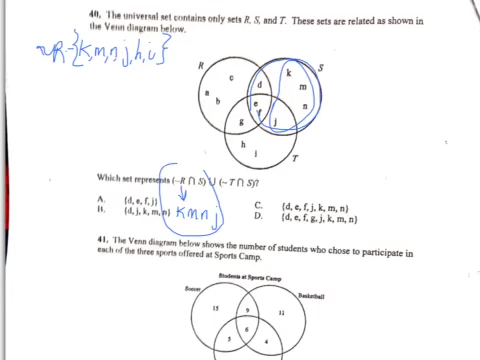 40. The universal set contains only sets R, S, and T. These sets are related as shown in
the Venn diagram below.
~R = {k, m, n, j, h, i}
R
S
c
d
k
a
m
b
e
n
f
g
j
h
j
T
Which set represents (~R ∩ S) ∪ (~T ∩ S)?
A. {d, e, f, j}
C. {d, e, f, j, k, m, n}
B. {d, j, k, m, n}
D. {d, e, f, g, j, k, m, n}
k m n j
41. The Venn diagram below shows the number of students who chose to participate in
each of the three sports offered at Sports Camp.
Students at Sports Camp
Soccer
Basketball
15
9
11
6
5
4